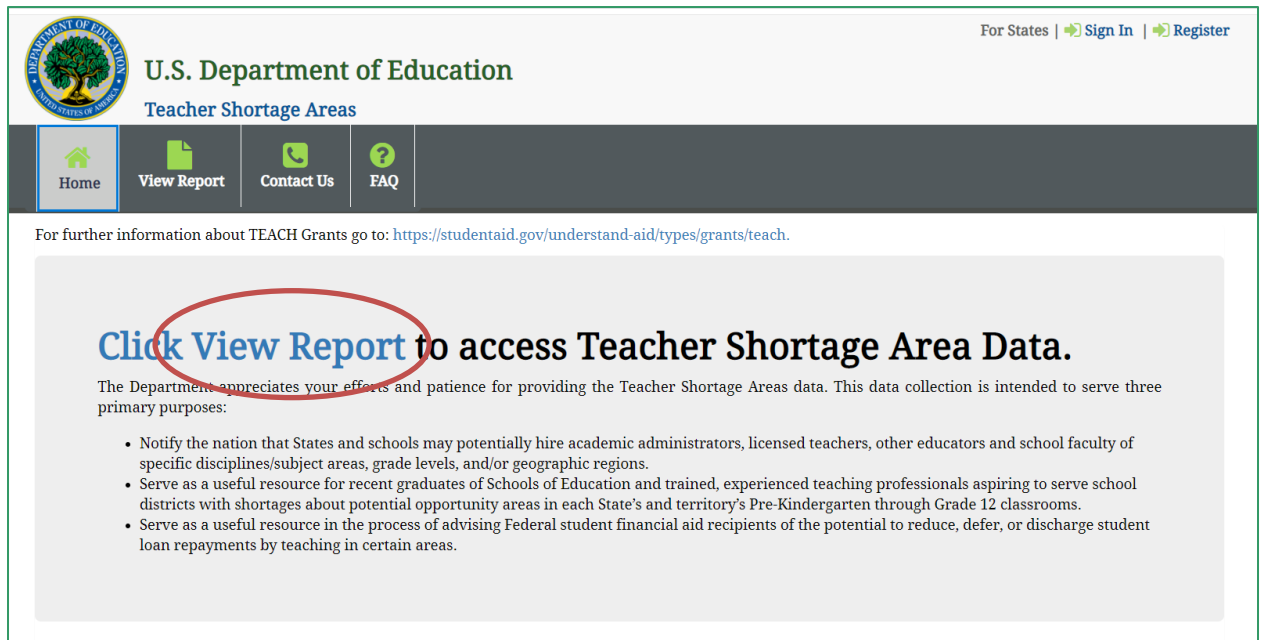 DEPARTMENT OF EDUCATION
UNITED STATES OF AMERICA
For States | Sign In | Register
U.S. Department of Education
Teacher Shortage Areas
Home
View Report
Contact Us
FAQ
For further information about TEACH Grants go to: https://studentaid.gov/understand-aid/types/grants/teach.
Click View Report to access Teacher Shortage Area Data.
The Department appreciates your efforts and patience for providing the Teacher Shortage Areas data. This data collection is intended to serve three
primary purposes:
• Notify the nation that States and schools may potentially hire academic administrators, licensed teachers, other educators and school faculty of
specific disciplines/subject areas, grade levels, and/or geographic regions.
• Serve as a useful resource for recent graduates of Schools of Education and trained, experienced teaching professionals aspiring to serve school
districts with shortages about potential opportunity areas in each State’s and territory’s Pre-Kindergarten through Grade 12 classrooms.
• Serve as a useful resource in the process of advising Federal student financial aid recipients of the potential to reduce, defer, or discharge student
loan repayments by teaching in certain areas.